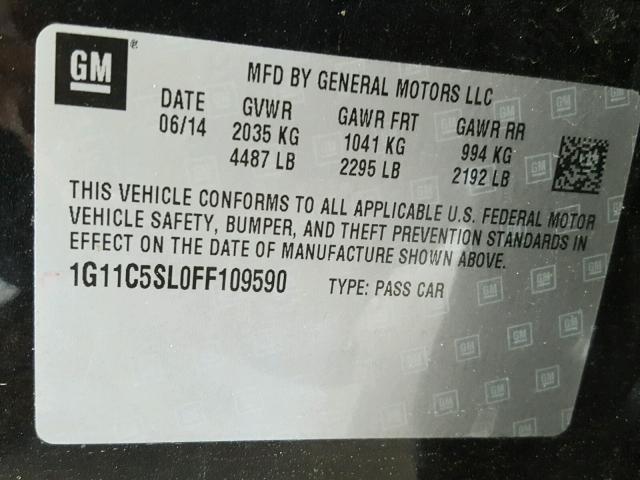 GM ®
MFD BY GENERAL MOTORS LLC
DATE GVWR GAWR FRT GAWR RR
06/14 2035 KG 1041 KG 994 KG
4487 LB 2295 LB 2192 LB
THIS VEHICLE CONFORMS TO ALL APPLICABLE U.S. FEDERAL MOTOR
VEHICLE SAFETY, BUMPER, AND THEFT PREVENTION STANDARDS IN
EFFECT ON THE DATE OF MANUFACTURE SHOWN ABOVE.
1G11C5SL0FF109590 TYPE: PASS CAR